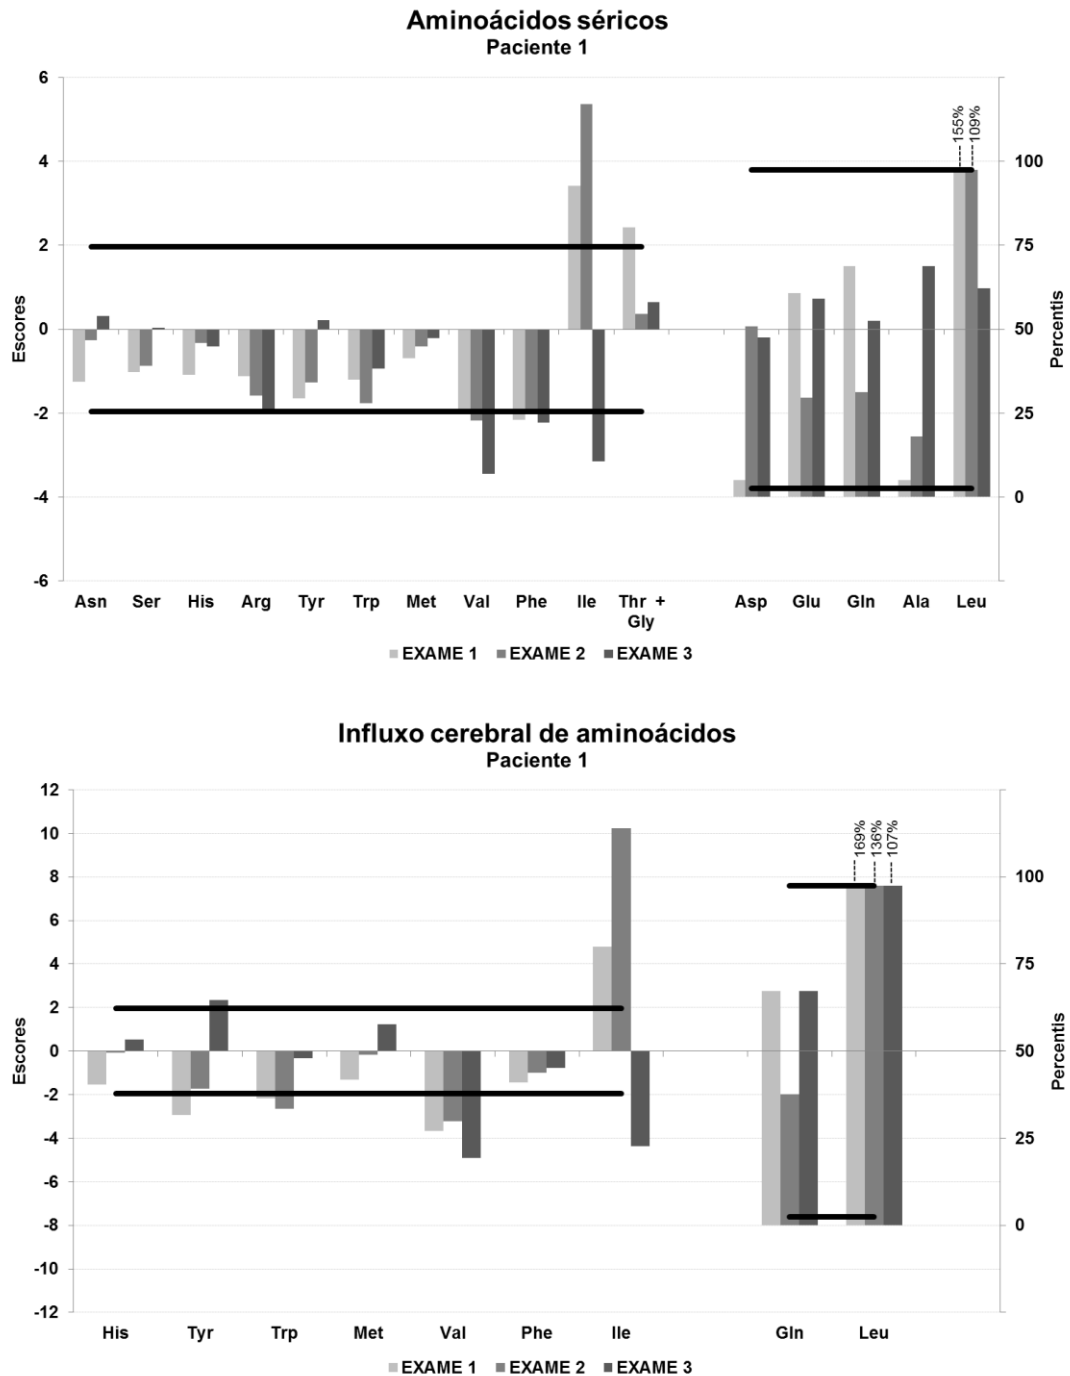 Aminoácidos séricos
Paciente 1
6
4
2
0
-2
-4
-6
Escores
100
75
50
25
0
Percentis
155%
109%
Asn Ser His Arg Tyr Trp Met Val Phe Ile Thr + Asp Glu Gln Ala Leu
Gly
EXAME 1 EXAME 2 EXAME 3
Influxo cerebral de aminoácidos
Paciente 1
12
10
8
6
4
2
0
-2
-4
-6
-8
-10
-12
Escores
100
75
50
25
0
Percentis
169%
136%
107%
His Tyr Trp Met Val Phe Ile Gln Leu
EXAME 1 EXAME 2 EXAME 3